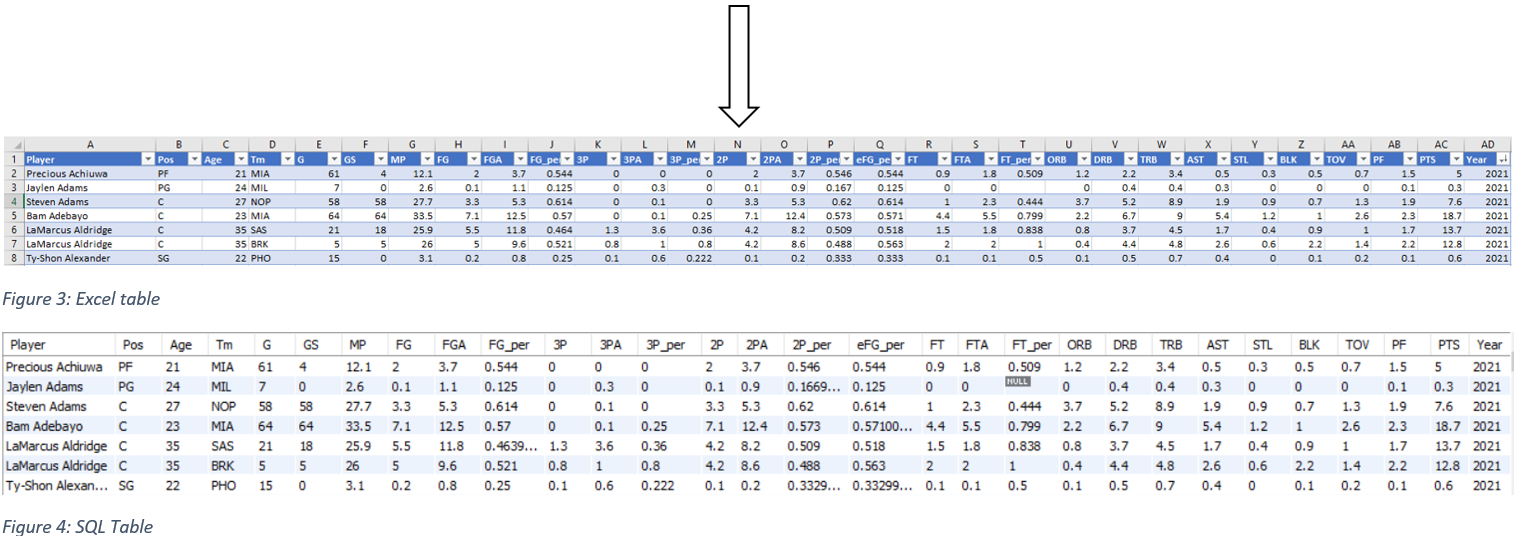 A B C D E F G H I J K L M N O P Q R S T U V W X Y Z AA AB AC AD
1 Player Pos Age Tm G GS MP FG FGA FG_per 3P 3PA 3P_per 2P 2PA 2P_per eFG_per FT FTA FT_per ORB DRB TRB AST STL BLK TOV PF PTS Year
2 Precious Achiuwa PF 21 MIA 61 4 12.1 2 3.7 0.544 0 0 0 2 3.7 0.546 0.544 0.9 1.8 0.509 1.2 2.2 3.4 0.5 0.3 0.5 0.7 1.5 5 2021
3 Jaylen Adams PG 24 MIL 7 0 2.6 0.1 1.1 0.125 0 0.3 0 0.1 0.9 0.167 0.125 0 0 0 0.4 0.4 0.3 0 0 0 0.1 0.3 2021
4 Steven Adams C 27 NOP 58 58 27.7 3.3 5.3 0.614 0 0.1 0 3.3 5.3 0.62 0.614 1 2.3 0.444 3.7 5.2 8.9 1.9 0.9 0.7 1.3 1.9 7.6 2021
5 Bam Adebayo C 23 MIA 64 64 33.5 7.1 12.5 0.57 0 0.1 0.25 7.1 12.4 0.573 0.571 4.4 5.5 0.799 2.2 6.7 9 5.4 1.2 1 2.6 2.3 18.7 2021
6 LaMarcus Aldridge C 35 SAS 21 18 25.9 5.5 11.8 0.464 1.3 3.6 0.36 4.2 8.2 0.509 0.518 1.5 1.8 0.838 0.8 3.7 4.5 1.7 0.4 0.9 1 1.7 13.7 2021
7 LaMarcus Aldridge C 35 BRK 5 5 26 5 9.6 0.521 0.8 1 0.8 4.2 8.6 0.488 0.563 2 2 1 0.4 4.4 4.8 2.6 0.6 2.2 1.4 2.2 12.8 2021
8 Ty-Shon Alexander SG 22 PHO 15 0 3.1 0.2 0.8 0.25 0.1 0.6 0.222 0.1 0.2 0.333 0.333 0.1 0.1 0.5 0.1 0.5 0.7 0.4 0 0.1 0.2 0.1 0.6 2021
Figure 3: Excel table
Player Pos Age Tm G GS MP FG FGA FG_per 3P 3PA 3P_per 2P 2PA 2P_per eFG_per FT FTA FT_per ORB DRB TRB AST STL BLK TOV PF PTS Year
Precious Achiuwa PF 21 MIA 61 4 12.1 2 3.7 0.544 0 0 0 2 3.7 0.546 0.544 0.9 1.8 0.509 1.2 2.2 3.4 0.5 0.3 0.5 0.7 1.5 5 2021
Jaylen Adams PG 24 MIL 7 0 2.6 0.1 1.1 0.125 0 0.3 0 0.1 0.9 0.1669... 0.125 0 0 NULL 0 0.4 0.4 0.3 0 0 0 0.1 0.3 2021
Steven Adams C 27 NOP 58 58 27.7 3.3 5.3 0.614 0 0.1 0 3.3 5.3 0.62 0.614 1 2.3 0.444 3.7 5.2 8.9 1.9 0.9 0.7 1.3 1.9 7.6 2021
Bam Adebayo C 23 MIA 64 64 33.5 7.1 12.5 0.57 0 0.1 0.25 7.1 12.4 0.573 0.57100... 4.4 5.5 0.799 2.2 6.7 9 5.4 1.2 1 2.6 2.3 18.7 2021
LaMarcus Aldridge C 35 SAS 21 18 25.9 5.5 11.8 0.4639... 1.3 3.6 0.36 4.2 8.2 0.509 0.518 1.5 1.8 0.838 0.8 3.7 4.5 1.7 0.4 0.9 1 1.7 13.7 2021
LaMarcus Aldridge C 35 BRK 5 5 26 5 9.6 0.521 0.8 1 0.8 4.2 8.6 0.488 0.563 2 2 1 0.4 4.4 4.8 2.6 0.6 2.2 1.4 2.2 12.8 2021
Ty-Shon Alexan... SG 22 PHO 15 0 3.1 0.2 0.8 0.25 0.1 0.6 0.222 0.1 0.2 0.3329... 0.33299... 0.1 0.1 0.5 0.1 0.5 0.7 0.4 0 0.1 0.2 0.1 0.6 2021
Figure 4: SQL Table